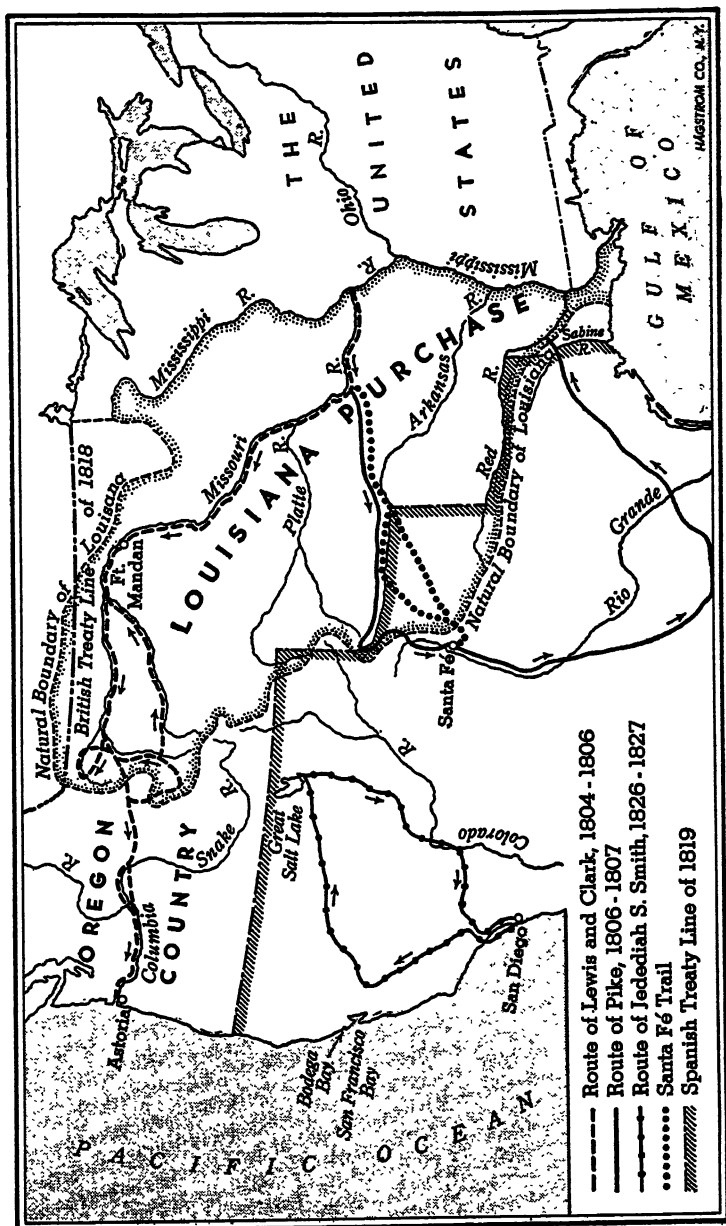 Natural Boundary of Louisiana
British Treaty Line of 1818
OREGON
COUNTRY
R.
Columbia
Astoria
Snake R.
Ft.
Mandan
Missouri
R.
Mississippi R.
LOUISIANA PURCHASE
Platte R.
THE
UNITED
STATES
Ohio R.
R.
Mississippi
Arkansas
R.
Red R.
Natural Boundary of Louisiana
Sabine
R.
Great
Salt Lake
Colorado
R.
Santa Fé
Rio Grande
San Diego
Bodega
Bay
San Francisco
Bay
PACIFIC OCEAN
GULF OF
MEXICO
Route of Lewis and Clark, 1804-1806
Route of Pike, 1806-1807
Route of Jedediah S. Smith, 1826-1827
Santa Fé Trail
Spanish Treaty Line of 1819
HAGSTROM CO., N.Y.